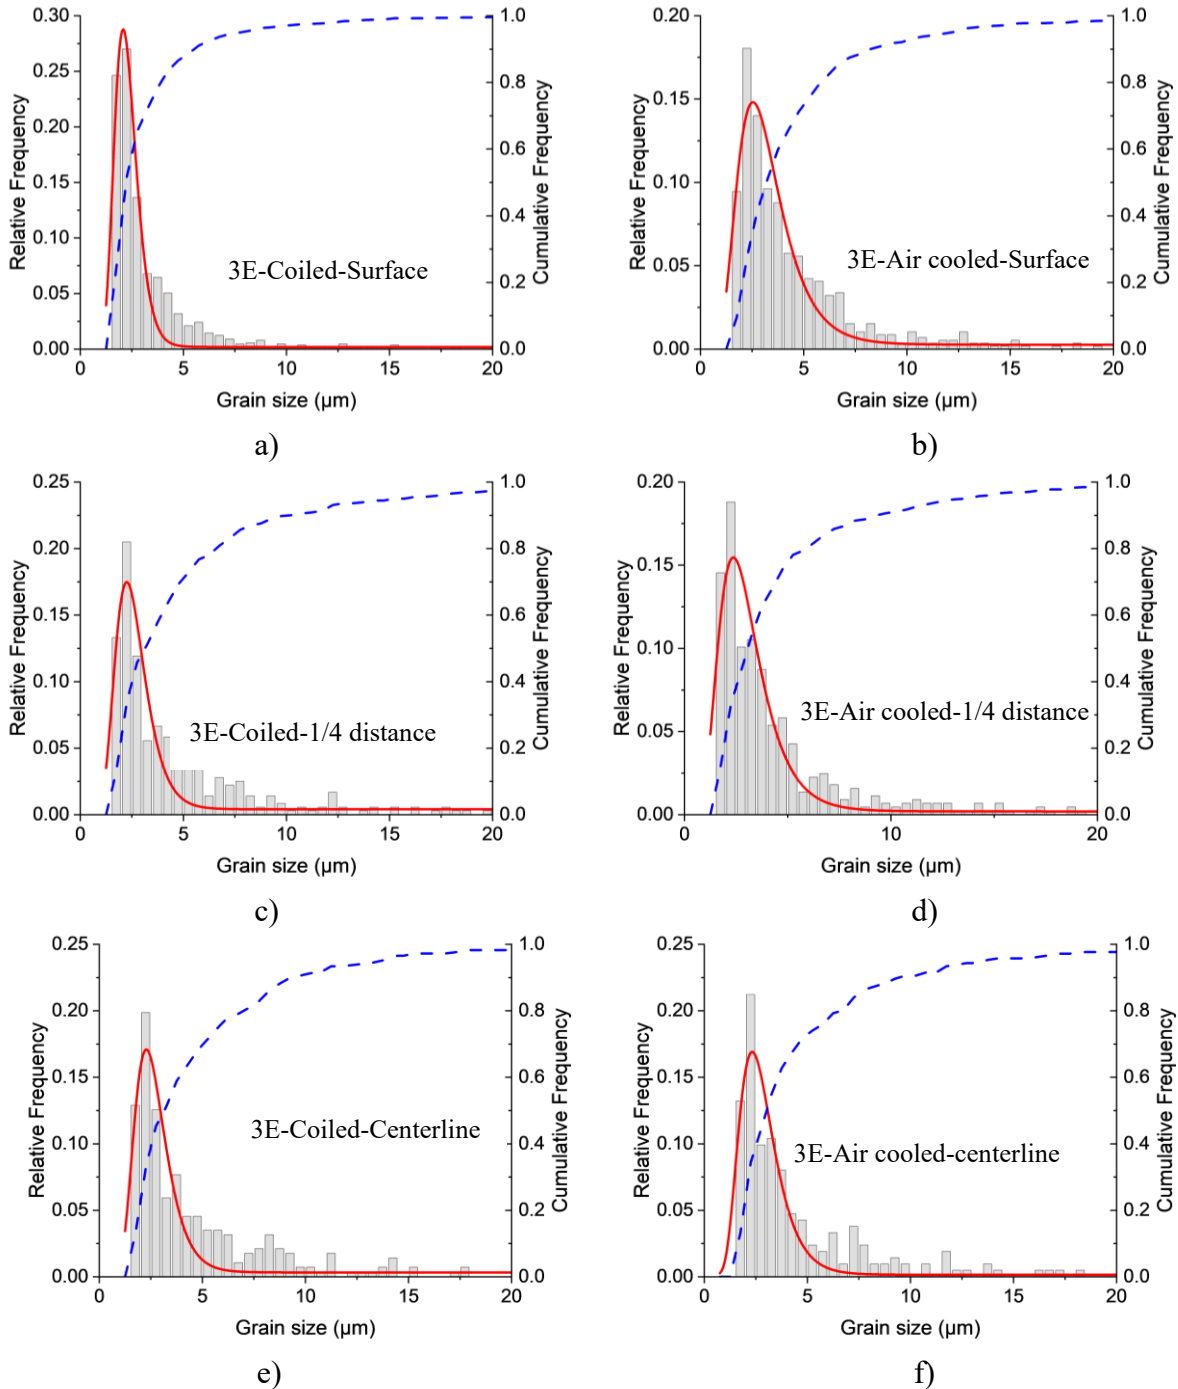 0.30
0.25
0.20
0.15
0.10
0.05
0.00
Relative Frequency
1.0
0.8
0.6
0.4
0.2
0.0
Cumulative Frequency
3E-Coiled-Surface
0 5 10 15 20
Grain size (µm)
a)
0.20
0.15
0.10
0.05
0.00
Relative Frequency
1.0
0.8
0.6
0.4
0.2
0.0
Cumulative Frequency
3E-Air cooled-Surface
0 5 10 15 20
Grain size (µm)
b)
0.25
0.20
0.15
0.10
0.05
0.00
Relative Frequency
1.0
0.8
0.6
0.4
0.2
0.0
Cumulative Frequency
3E-Coiled-1/4 distance
0 5 10 15 20
Grain size (µm)
c)
0.20
0.15
0.10
0.05
0.00
Relative Frequency
1.0
0.8
0.6
0.4
0.2
0.0
Cumulative Frequency
3E-Air cooled-1/4 distance
0 10 20
Grain size (µm)
d)
0.25
0.20
0.15
0.10
0.05
0.00
Relative Frequency
1.0
0.8
0.6
0.4
0.2
0.0
Cumulative Frequency
3E-Coiled-Centerline
0 5 10 15 20
Grain size (µm)
e)
0.25
0.20
0.15
0.10
0.05
0.00
Relative Frequency
1.0
0.8
0.6
0.4
0.2
0.0
Cumulative Frequency
3E-Air cooled-centerline
0 5 10 15 20
Grain size (µm)
f)